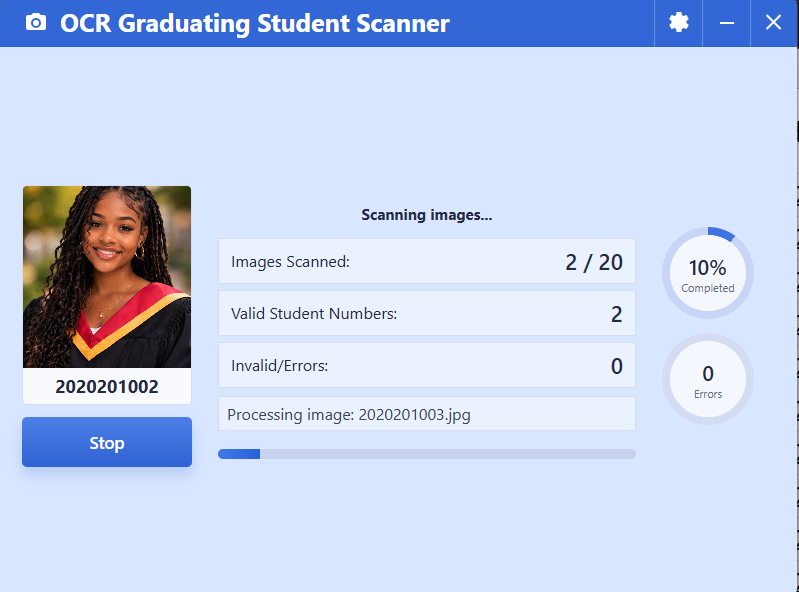 OCR Graduating Student Scanner
Scanning images...
Images Scanned: 2 / 20
Valid Student Numbers: 2
Invalid/Errors: 0
Processing image: 2020201003.jpg
2020201002
Stop
10%
Completed
0
Errors